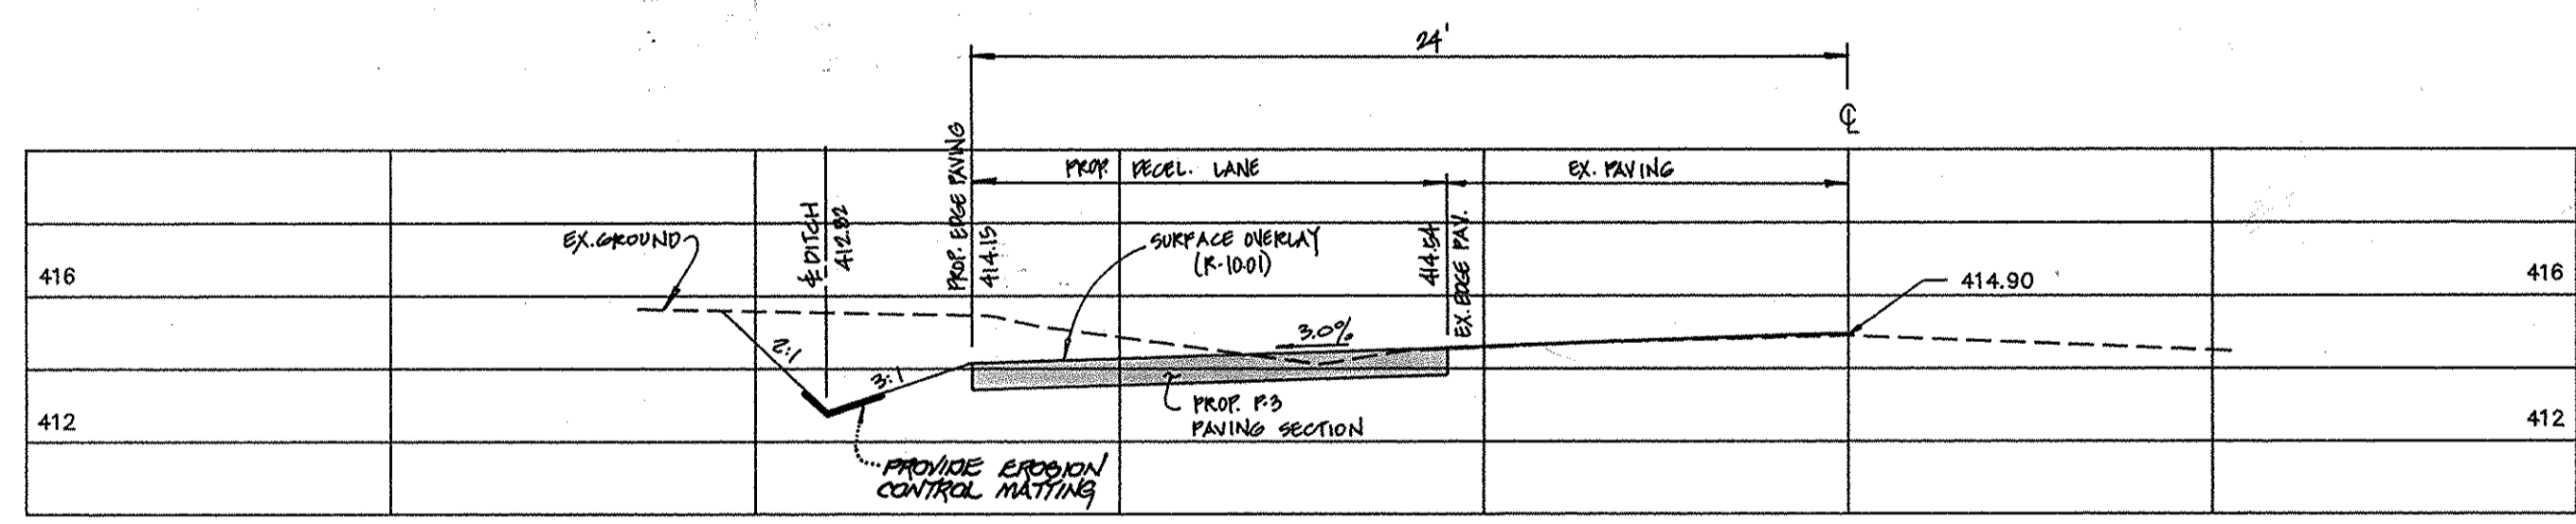 24'
℄
PROP. DECEL. LANE
EX. PAVING
PROP. EDGE PAVING
414.15
℄ DITCH
412.82
EX. GROUND
SURFACE OVERLAY
(R-10.01)
414.54
EX. EDGE PAV.
416
414.90
416
3.0%
2:1
3:1
PROP. P-3
PAVING SECTION
412
412
PROVIDE EROSION
CONTROL MATTING